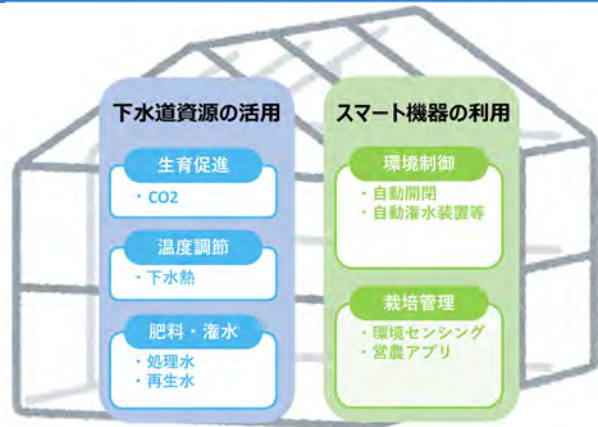 下水道資源の活用
生育促進
・CO2
温度調節
・下水熱
肥料・潅水
・処理水
・再生水
スマート機器の利用
環境制御
・自動開閉
・自動潅水装置等
栽培管理
・環境センシング
・営農アプリ